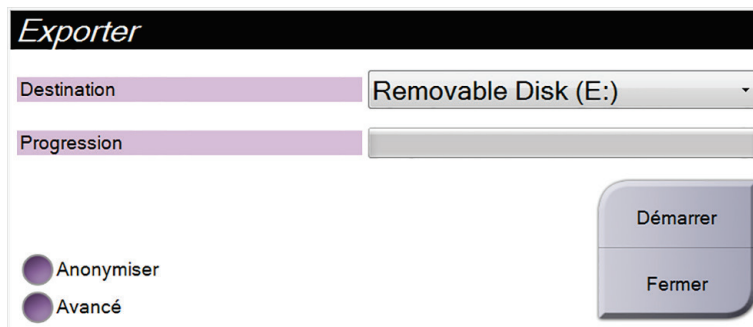 Exporter
Destination
Removable Disk (E:)
Progression
Démarrer
Anonymiser
Fermer
Avancé